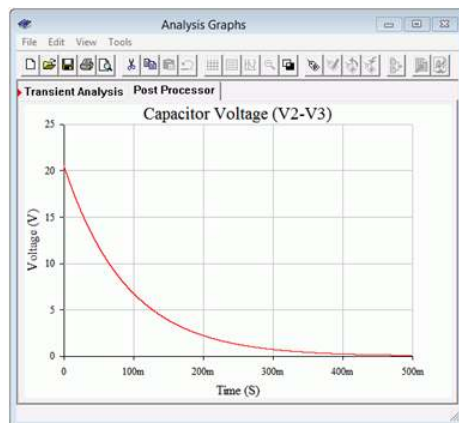 Analysis Graphs
File Edit View Tools
Transient Analysis Post Processor
Capacitor Voltage (V2-V3)
25
20
15
10
5
0
Voltage (V)
0 100m 200m 300m 400m 500m
Time (S)